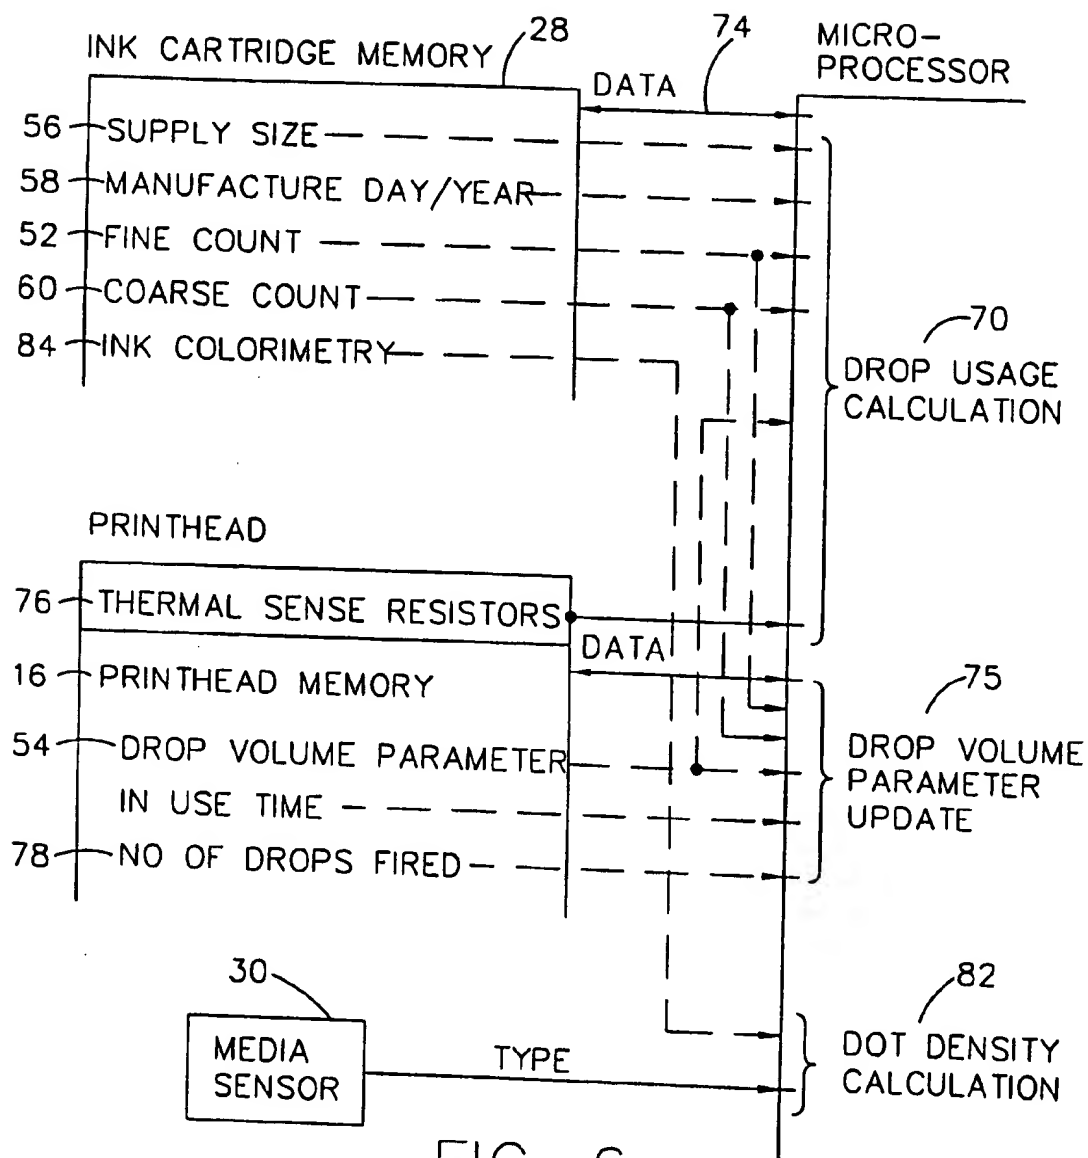 INK CARTRIDGE MEMORY
28
74
MICRO-
PROCESSOR
DATA
56 SUPPLY SIZE
58 MANUFACTURE DAY/YEAR
52 FINE COUNT
60 COARSE COUNT
84 INK COLORIMETRY
70
DROP USAGE
CALCULATION
PRINTHEAD
76 THERMAL SENSE RESISTORS
DATA
16 PRINTHEAD MEMORY
54 DROP VOLUME PARAMETER
IN USE TIME
78 NO OF DROPS FIRED
75
DROP VOLUME
PARAMETER
UPDATE
30
MEDIA
SENSOR
TYPE
82
DOT DENSITY
CALCULATION
FIG